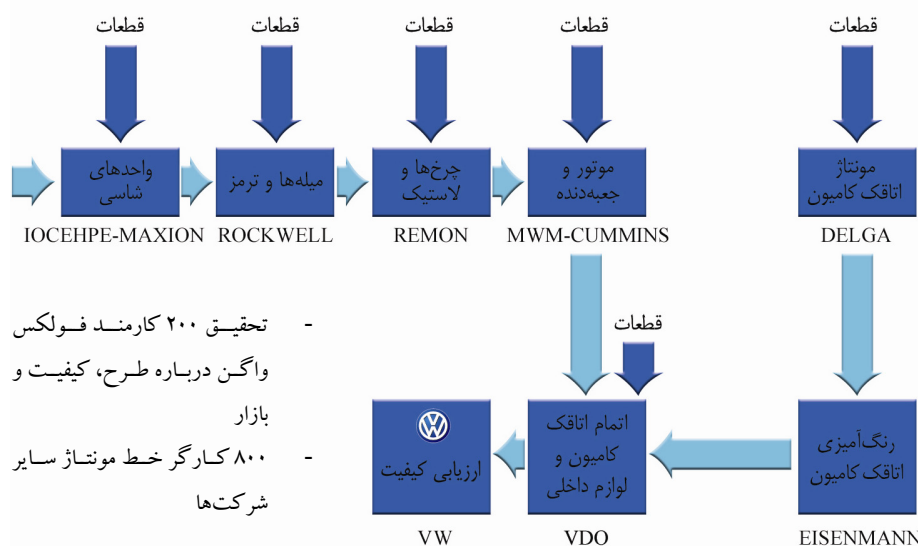 قطعات
قطعات
قطعات
قطعات
قطعات
واحدهای
شاسی
میله‌ها و ترمز
چرخ‌ها و
لاستیک
موتور و
جعبه‌دنده
مونتاژ
اتاقک کامیون
IOCEHPE-MAXION
ROCKWELL
REMON
MWM-CUMMINS
DELGA
قطعات
- تحقیق ۲۰۰ کارمند فولکس
واگن درباره طرح، کیفیت و
بازار
- ۸۰۰ کارگر خط مونتاژ سایر
شرکت‌ها
ارزیابی کیفیت
اتمام اتاقک
کامیون و
لوازم داخلی
رنگ‌آمیزی
اتاقک کامیون
VW
VDO
EISENMANN